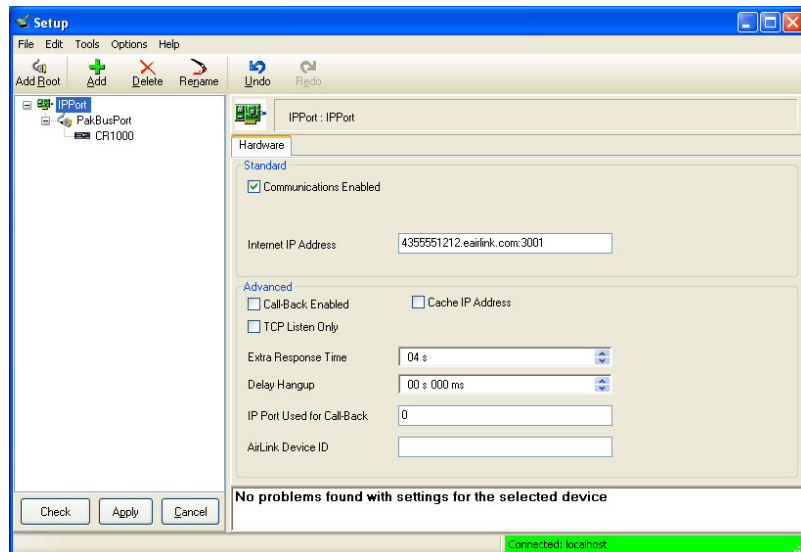 Setup
File Edit Tools Options Help
Add Root Add Delete Rename Undo Redo
IPPort
PakBusPort
CR1000
IPPort : IPPort
Hardware
Standard
Communications Enabled
Internet IP Address 4355551212.eairlink.com:3001
Advanced
Call-Back Enabled Cache IP Address
TCP Listen Only
Extra Response Time 04 s
Delay Hangup 00 s 000 ms
IP Port Used for Call-Back 0
AirLink Device ID
No problems found with settings for the selected device
Check Apply Cancel
Connected: localhost